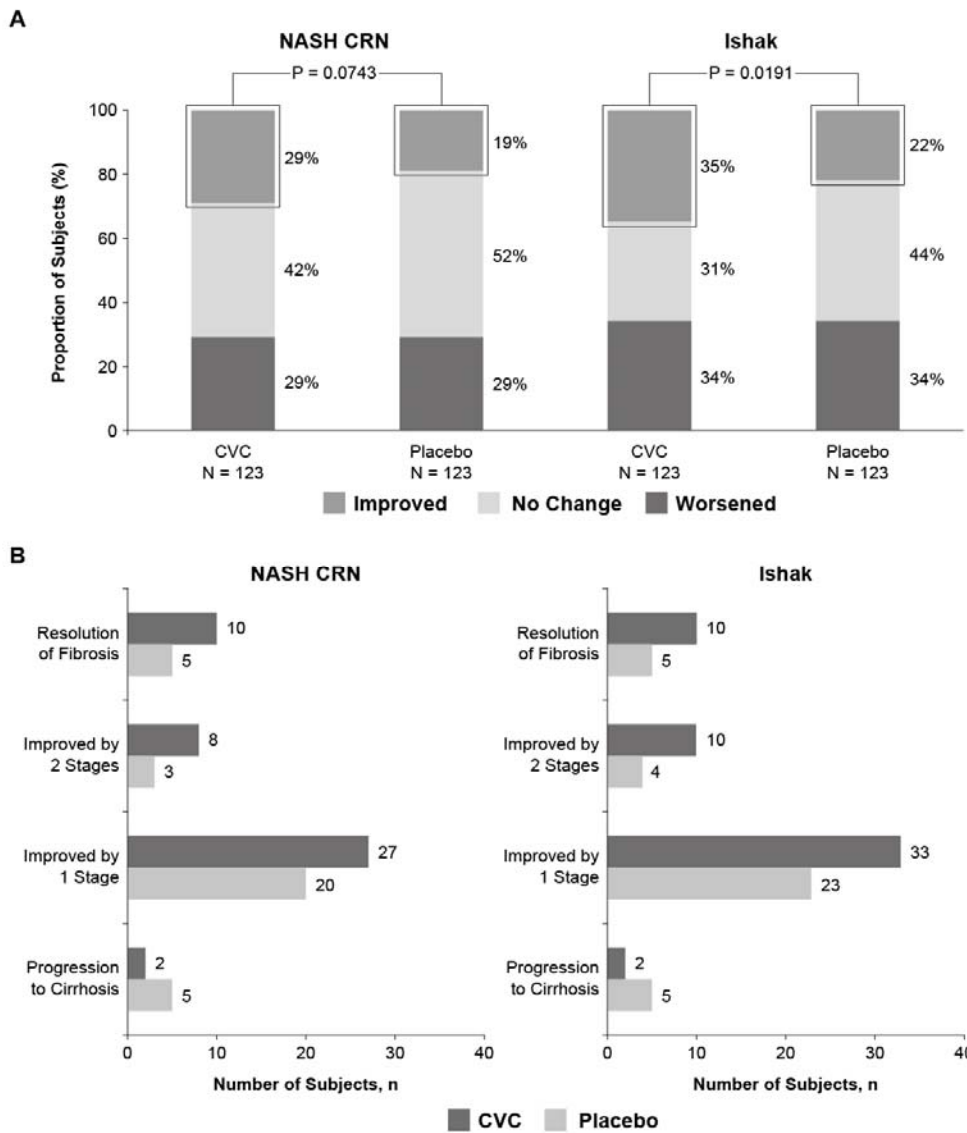 A
NASH CRN
Ishak
P = 0.0743
P = 0.0191
Proportion of Subjects (%)
100
80
60
40
20
0
29%
42%
29%
19%
52%
29%
35%
31%
34%
22%
44%
34%
CVC
N = 123
Placebo
N = 123
CVC
N = 123
Placebo
N = 123
Improved
No Change
Worsened
B
NASH CRN
Resolution
of Fibrosis
10
5
Improved by
2 Stages
8
3
Improved by
1 Stage
27
20
Progression
to Cirrhosis
2
5
0
10
20
30
40
Number of Subjects, n
Ishak
Resolution
of Fibrosis
10
5
Improved by
2 Stages
10
4
Improved by
1 Stage
33
23
Progression
to Cirrhosis
2
5
0
10
20
30
40
Number of Subjects, n
CVC
Placebo